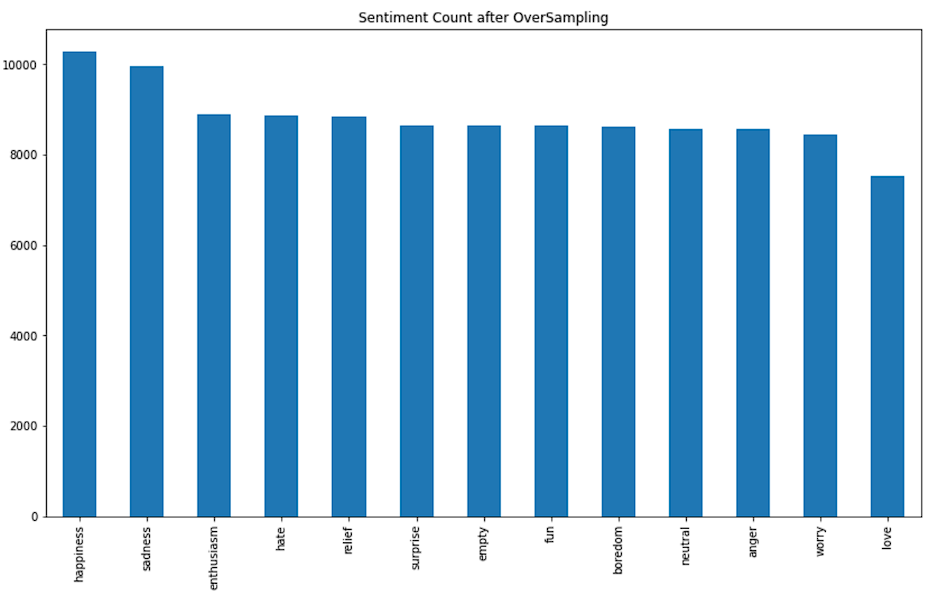 Sentiment Count after OverSampling
10000
8000
6000
4000
2000
0
happiness
sadness
enthusiasm
hate
relief
surprise
empty
fun
boredom
neutral
anger
worry
love